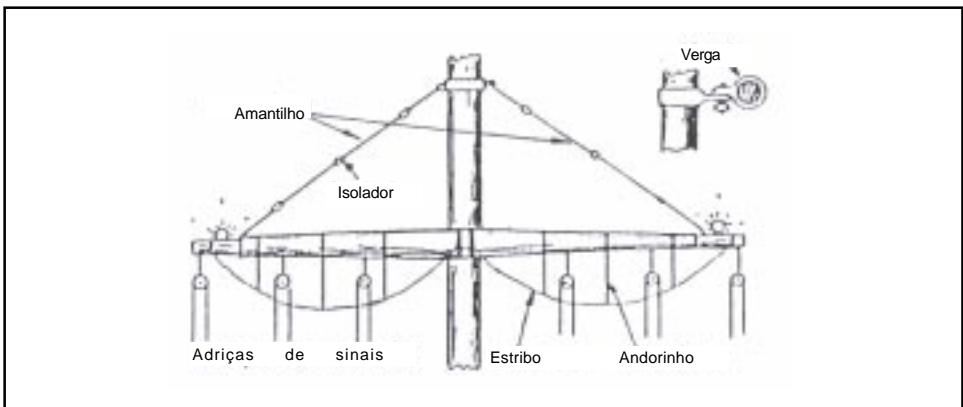 Verga
Amantilho
Isolador
Adriças de sinais
Estribo
Andorinho